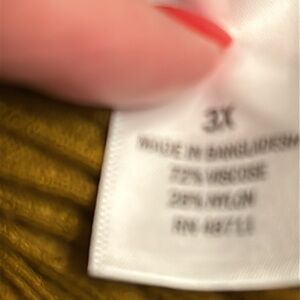 3X
MADE IN BANGLADESH
72% VISCOSE
28% NYLON
RN